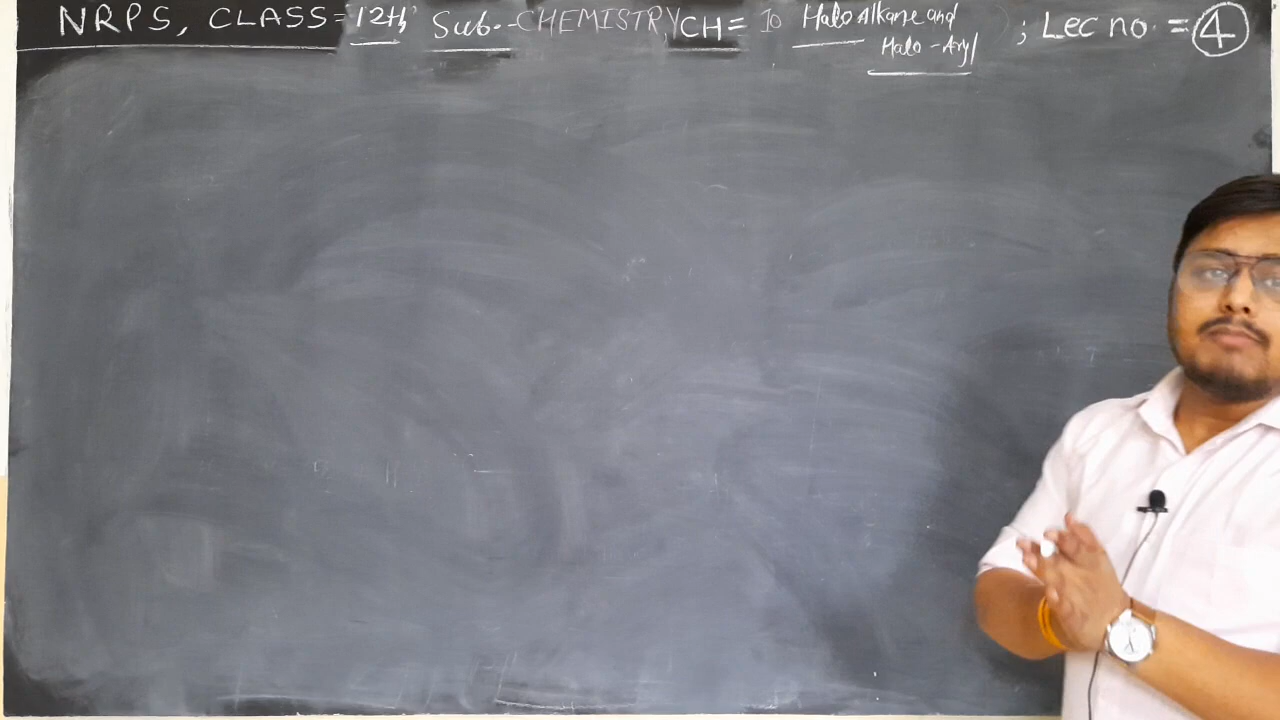 NRPS, CLASS=12th Sub.- CHEMISTRY, CH= 10 Halo Alkane and ; Lec no. = 4
Halo-Aryl